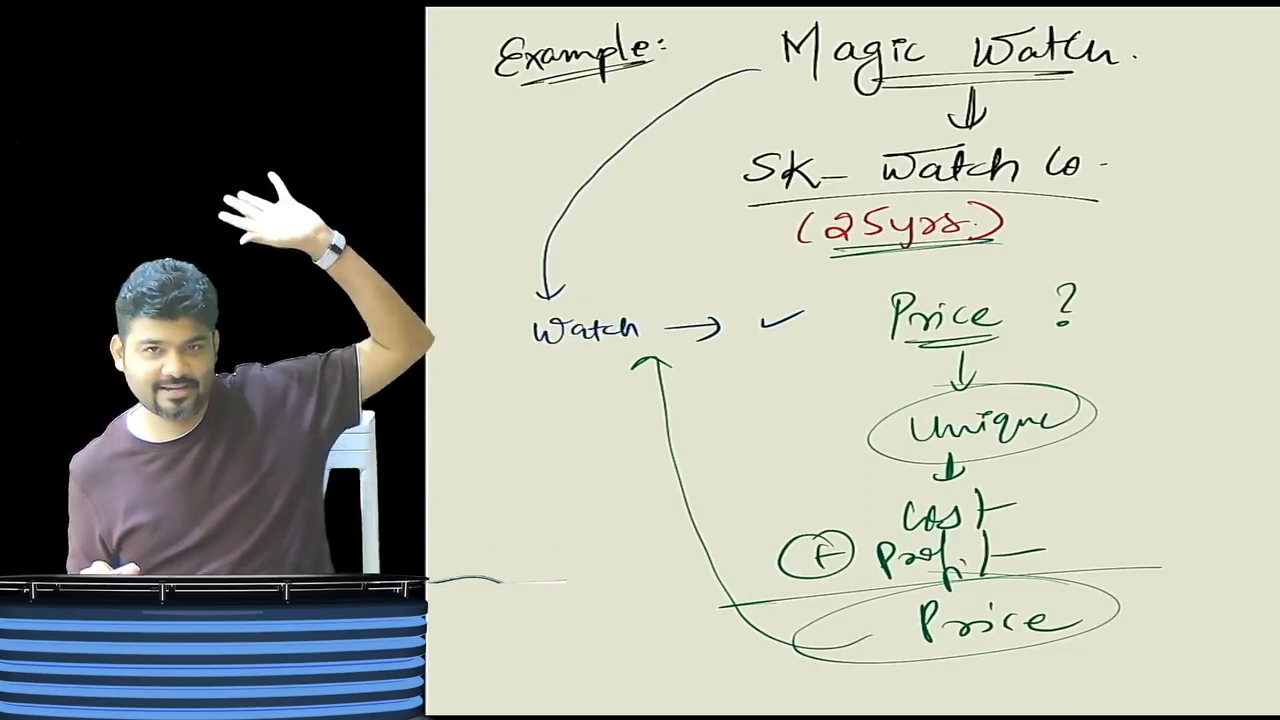 Example: Magic Watch.
SK- Watch Co.
(25yrs.)
Watch → ✓ Price ?
Unique
Cost
+ Profit
Price